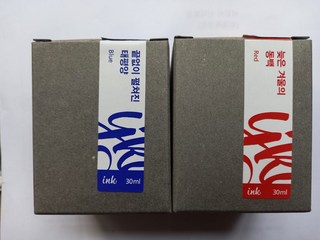 끝없이 펼쳐진
태평양
Blue
ink
30ml
늦은 겨울의
동백
Red
ink
30ml